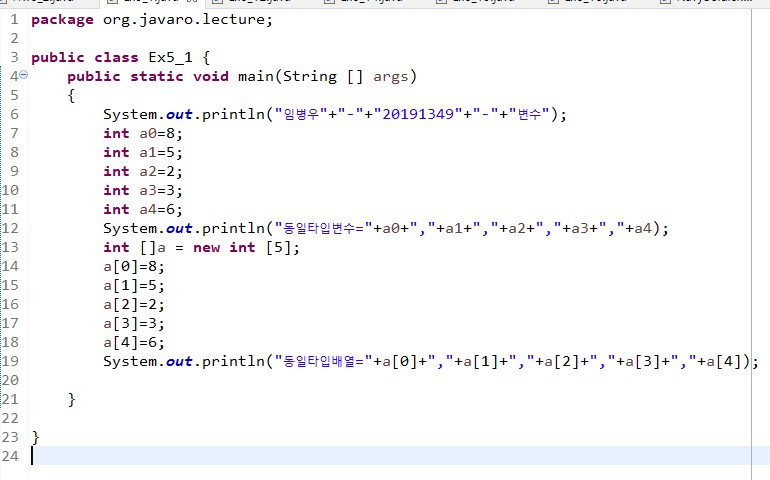 1 package org.javaro.lecture;
2
3 public class Ex5_1 {
4 public static void main(String [] args)
5 {
6 System.out.println("임병우"+"-"+"20191349"+"-"+"변수");
7 int a0=8;
8 int a1=5;
9 int a2=2;
10 int a3=3;
11 int a4=6;
12 System.out.println("동일타입변수="+a0+","+a1+","+a2+","+a3+","+a4);
13 int []a = new int [5];
14 a[0]=8;
15 a[1]=5;
16 a[2]=2;
17 a[3]=3;
18 a[4]=6;
19 System.out.println("동일타입배열="+a[0]+","+a[1]+","+a[2]+","+a[3]+","+a[4]);
20
21 }
22
23 }
24